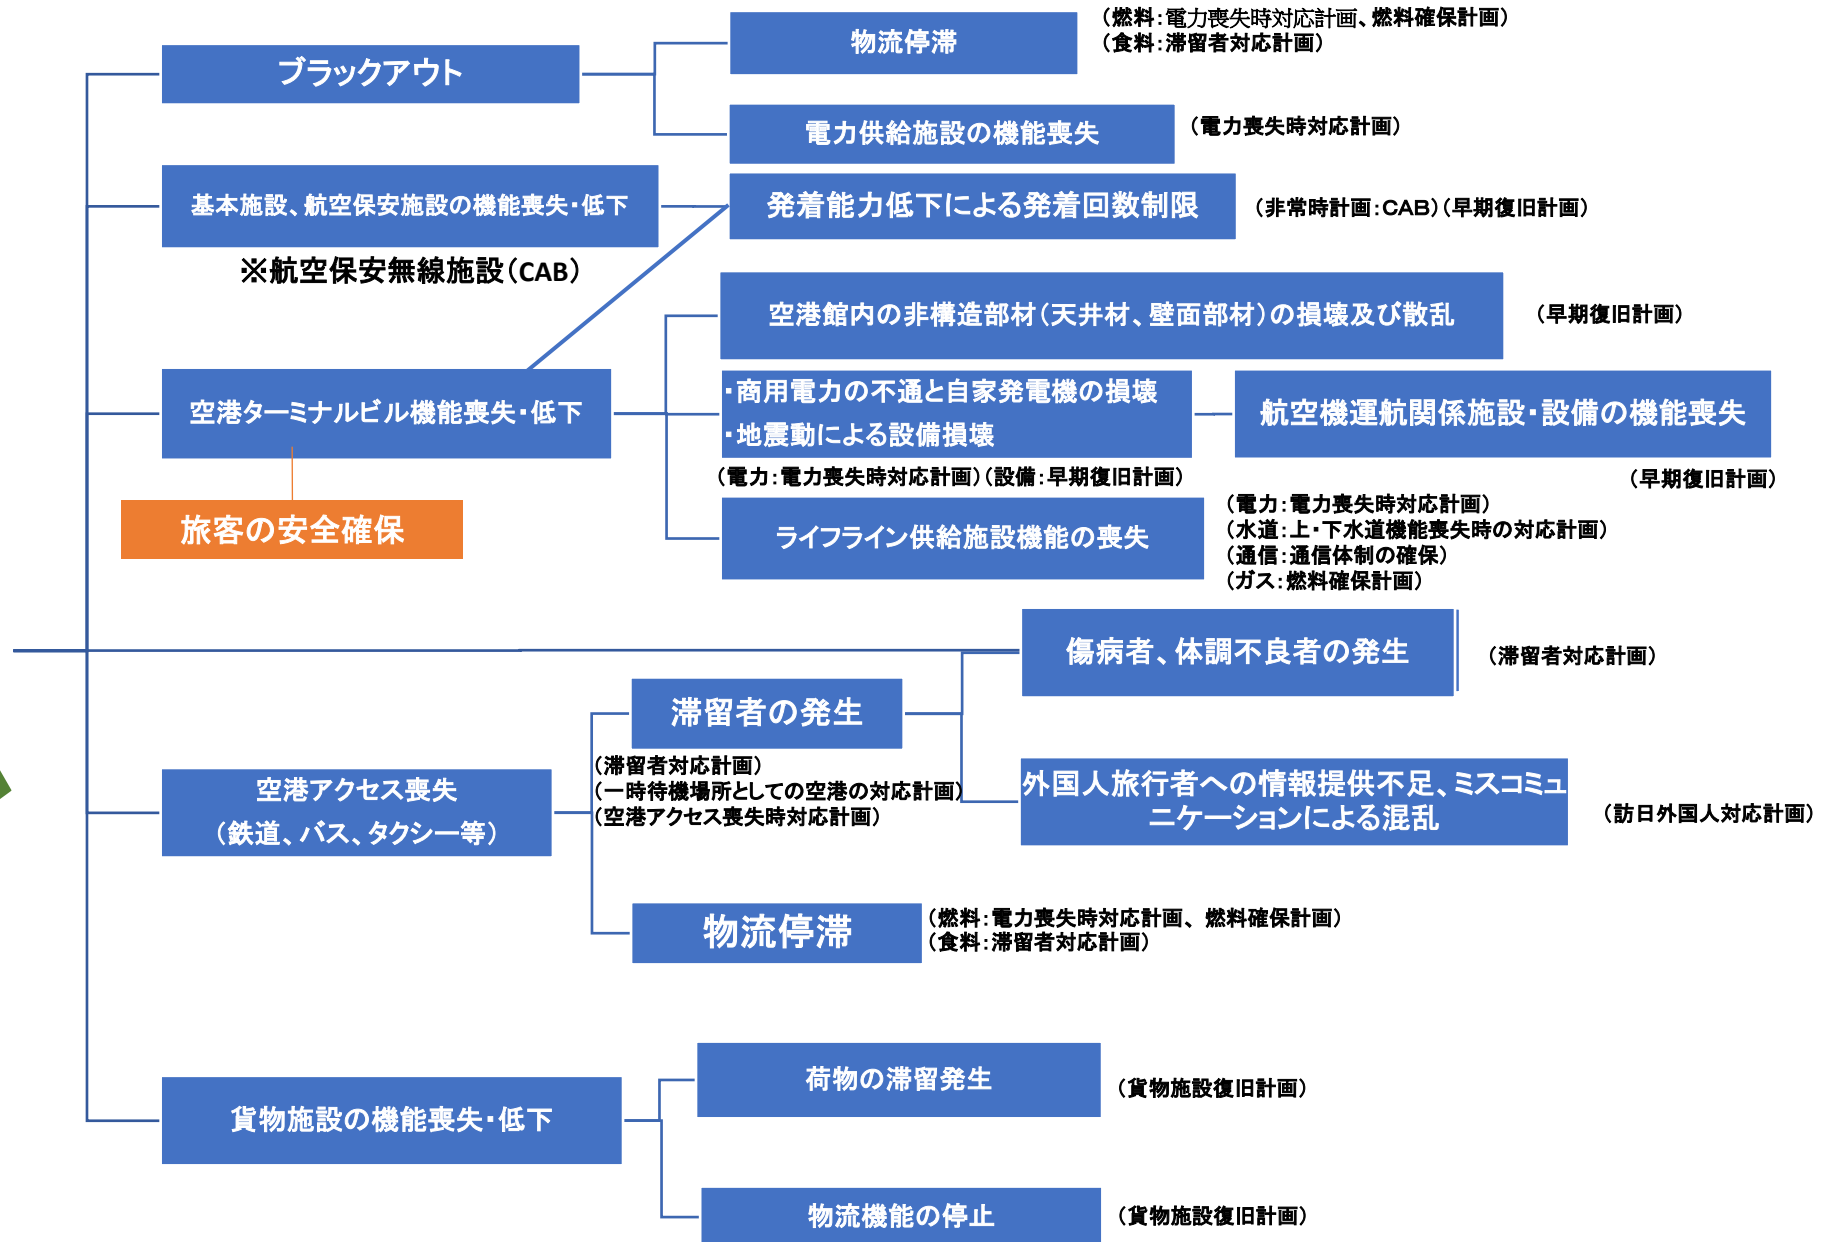 ブラックアウト
物流停滞
（燃料：電力喪失時対応計画、燃料確保計画）
（食料：滞留者対応計画）
電力供給施設の機能喪失
（電力喪失時対応計画）
基本施設、航空保安施設の機能喪失・低下
※航空保安無線施設（CAB）
発着能力低下による発着回数制限
（非常時計画：CAB）（早期復旧計画）
空港ターミナルビル機能喪失・低下
旅客の安全確保
空港館内の非構造部材（天井材、壁面部材）の損壊及び散乱
（早期復旧計画）
・商用電力の不通と自家発電機の損壊
・地震動による設備損壊
（電力：電力喪失時対応計画）（設備：早期復旧計画）
航空機運航関係施設・設備の機能喪失
（早期復旧計画）
ライフライン供給施設機能の喪失
（電力：電力喪失時対応計画）
（水道：上・下水道機能喪失時の対応計画）
（通信：通信体制の確保）
（ガス：燃料確保計画）
傷病者、体調不良者の発生
（滞留者対応計画）
空港アクセス喪失
（鉄道、バス、タクシー等）
滞留者の発生
（滞留者対応計画）
（一時待機場所としての空港の対応計画）
（空港アクセス喪失時対応計画）
外国人旅行者への情報提供不足、ミスコミュ
ニケーションによる混乱
（訪日外国人対応計画）
物流停滞
（燃料：電力喪失時対応計画、燃料確保計画）
（食料：滞留者対応計画）
貨物施設の機能喪失・低下
荷物の滞留発生
（貨物施設復旧計画）
物流機能の停止
（貨物施設復旧計画）